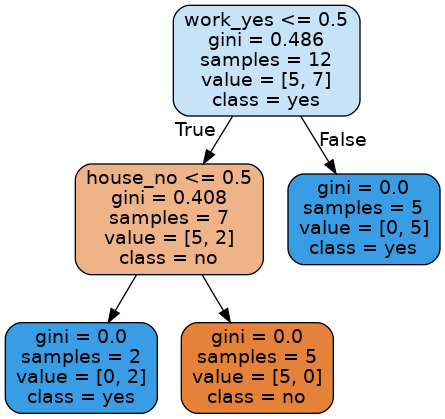 work_yes <= 0.5
gini = 0.486
samples = 12
value = [5, 7]
class = yes
True
False
house_no <= 0.5
gini = 0.408
samples = 7
value = [5, 2]
class = no
gini = 0.0
samples = 5
value = [0, 5]
class = yes
gini = 0.0
samples = 2
value = [0, 2]
class = yes
gini = 0.0
samples = 5
value = [5, 0]
class = no